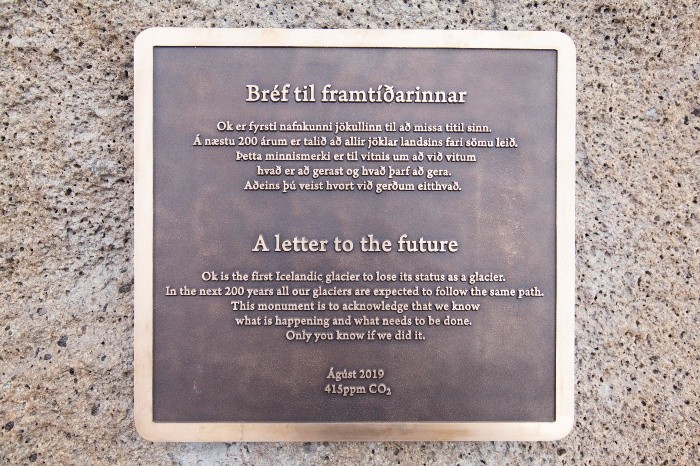 Bréf til framtíðarinnar
Ok er fyrsti nafnkunni jökullinn til að missa titil sinn.
Á næstu 200 árum er talið að allir jöklar landsins fari sömu leið.
Þetta minnismerki er til vitnis um að við vitum
hvað er að gerast og hvað þarf að gera.
Aðeins þú veist hvort við gerðum eitthvað.
A letter to the future
Ok is the first Icelandic glacier to lose its status as a glacier.
In the next 200 years all our glaciers are expected to follow the same path.
This monument is to acknowledge that we know
what is happening and what needs to be done.
Only you know if we did it.
Ágúst 2019
415ppm CO₂